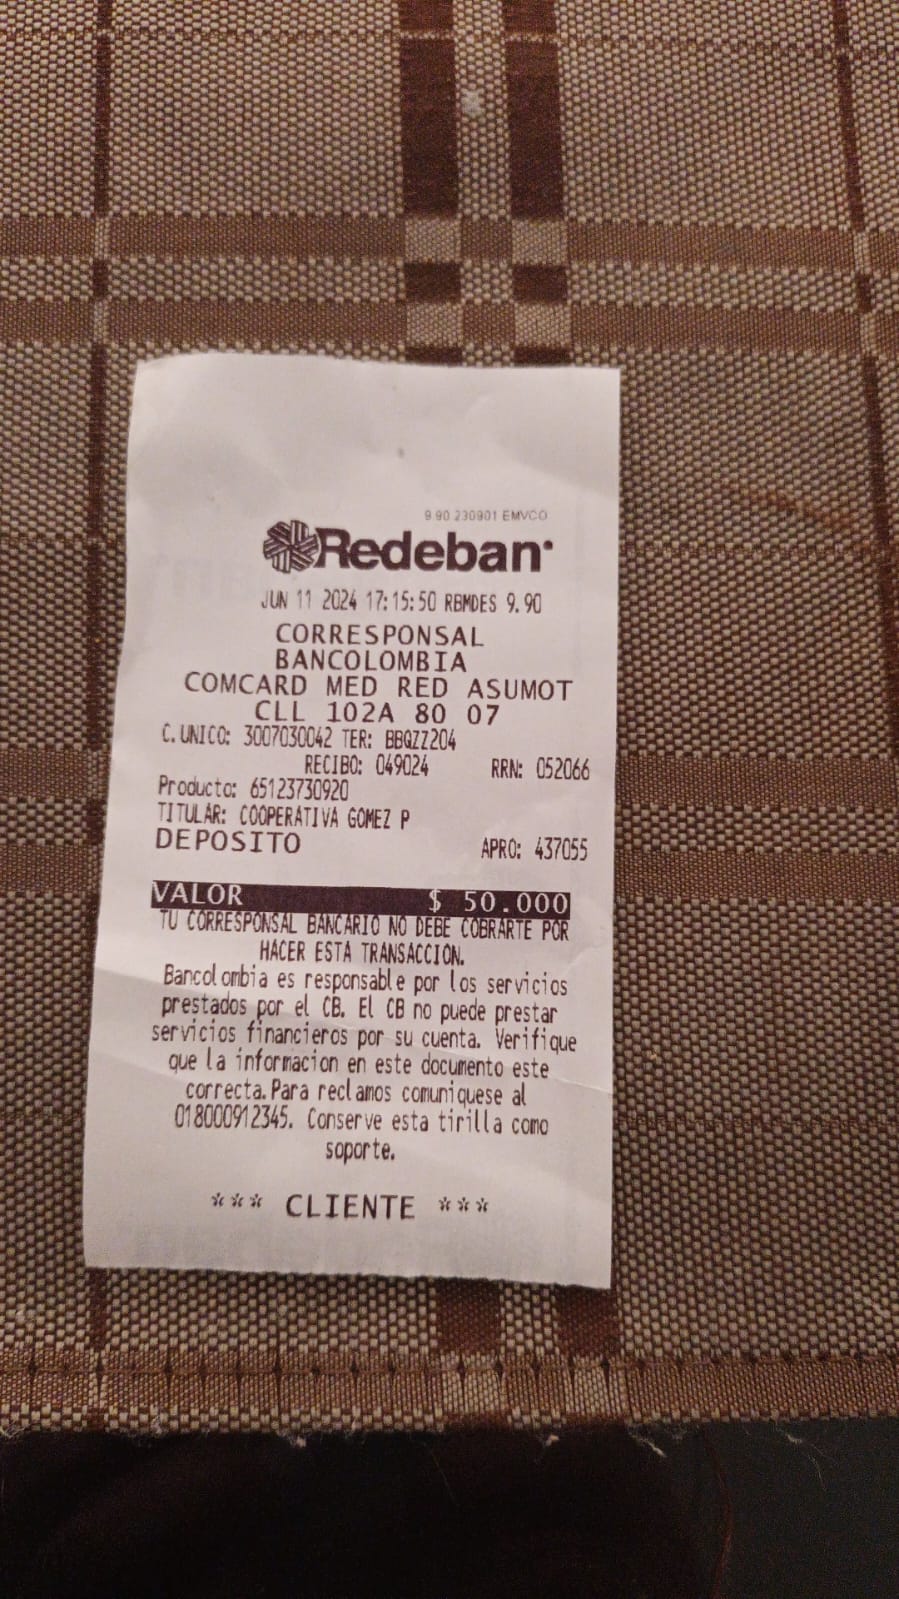 9.90 230901 EMVCO
Redeban
JUN 11 2024 17:15:50 RBMDES 9.90
CORRESPONSAL
BANCOLOMBIA
COMCARD MED RED ASUMOT
CLL 102A 80 07
C.UNICO: 3007030042 TER: BBQZZ204
RECIBO: 049024 RRN: 052066
Producto: 65123730920
TITULAR: COOPERATIVA GOMEZ P
DEPOSITO APRO: 437055
VALOR $ 50.000
TU CORRESPONSAL BANCARIO NO DEBE COBRARTE POR
HACER ESTA TRANSACCION.
Bancolombia es responsable por los servicios
prestados por el CB. El CB no puede prestar
servicios financieros por su cuenta. Verifique
que la informacion en este documento este
correcta.Para reclamos comuniquese al
018000912345. Conserve esta tirilla como
soporte.
*** CLIENTE ***